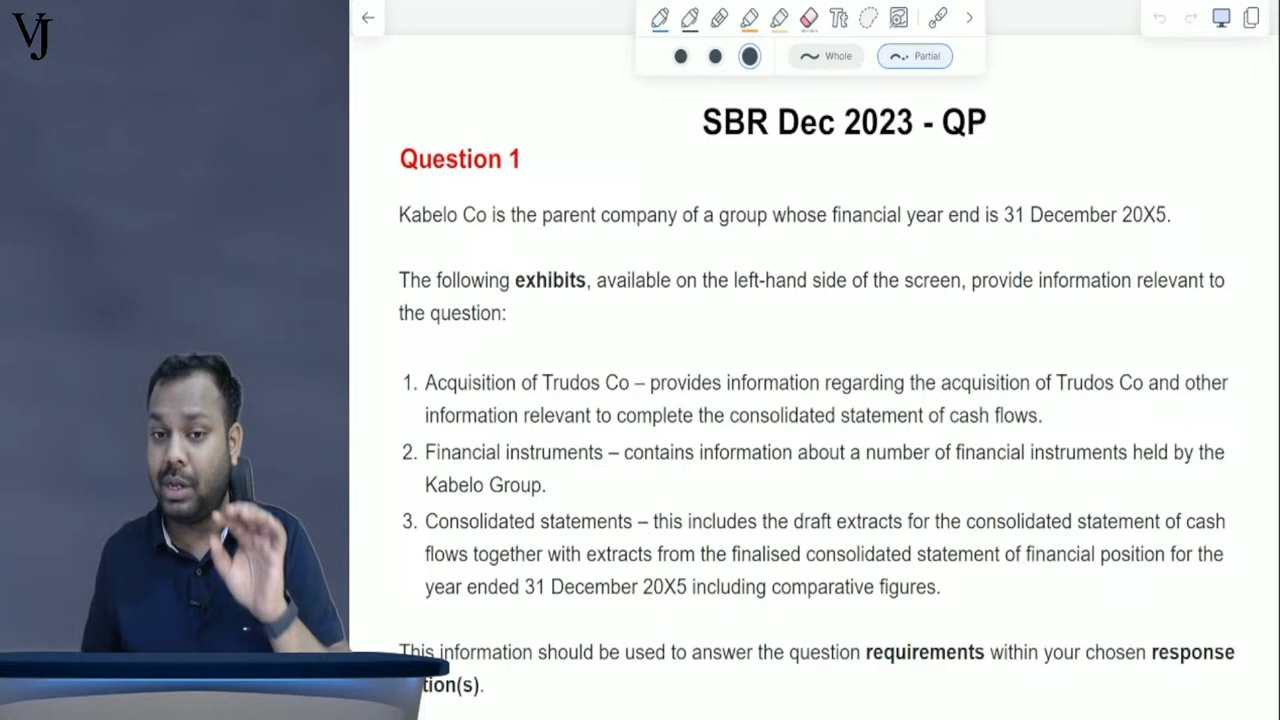 VJ
Whole
Partial
SBR Dec 2023 - QP
Question 1
Kabelo Co is the parent company of a group whose financial year end is 31 December 20X5.
The following exhibits, available on the left-hand side of the screen, provide information relevant to
the question:
1. Acquisition of Trudos Co – provides information regarding the acquisition of Trudos Co and other
information relevant to complete the consolidated statement of cash flows.
2. Financial instruments – contains information about a number of financial instruments held by the
Kabelo Group.
3. Consolidated statements – this includes the draft extracts for the consolidated statement of cash
flows together with extracts from the finalised consolidated statement of financial position for the
year ended 31 December 20X5 including comparative figures.
This information should be used to answer the question requirements within your chosen response
tion(s).